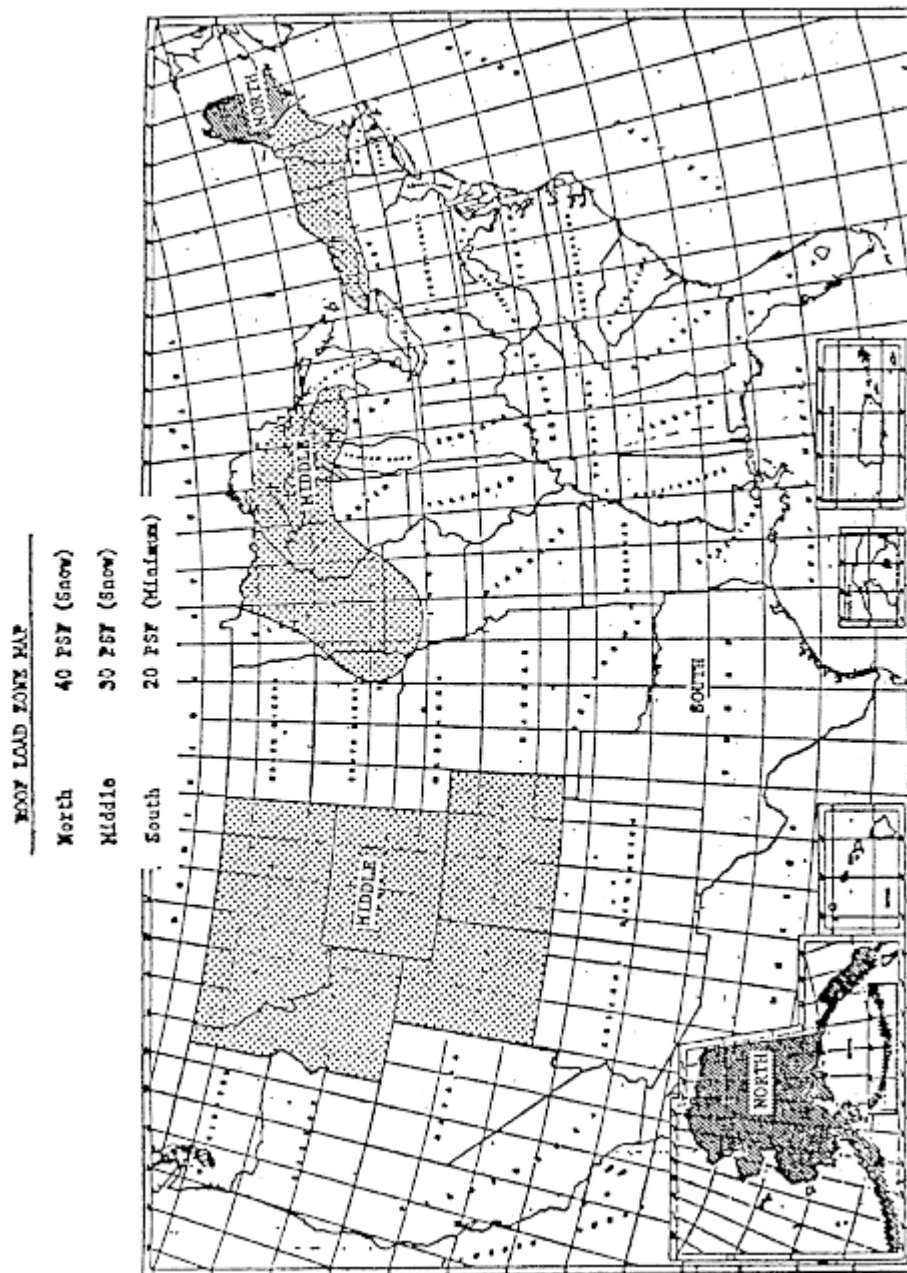 ROOF LOAD ZONE MAP
North 40 PSF (Snow)
Middle 30 PSF (Snow)
South 20 PSF (Minimum)
NORTH
MIDDLE
MIDDLE
SOUTH
NORTH